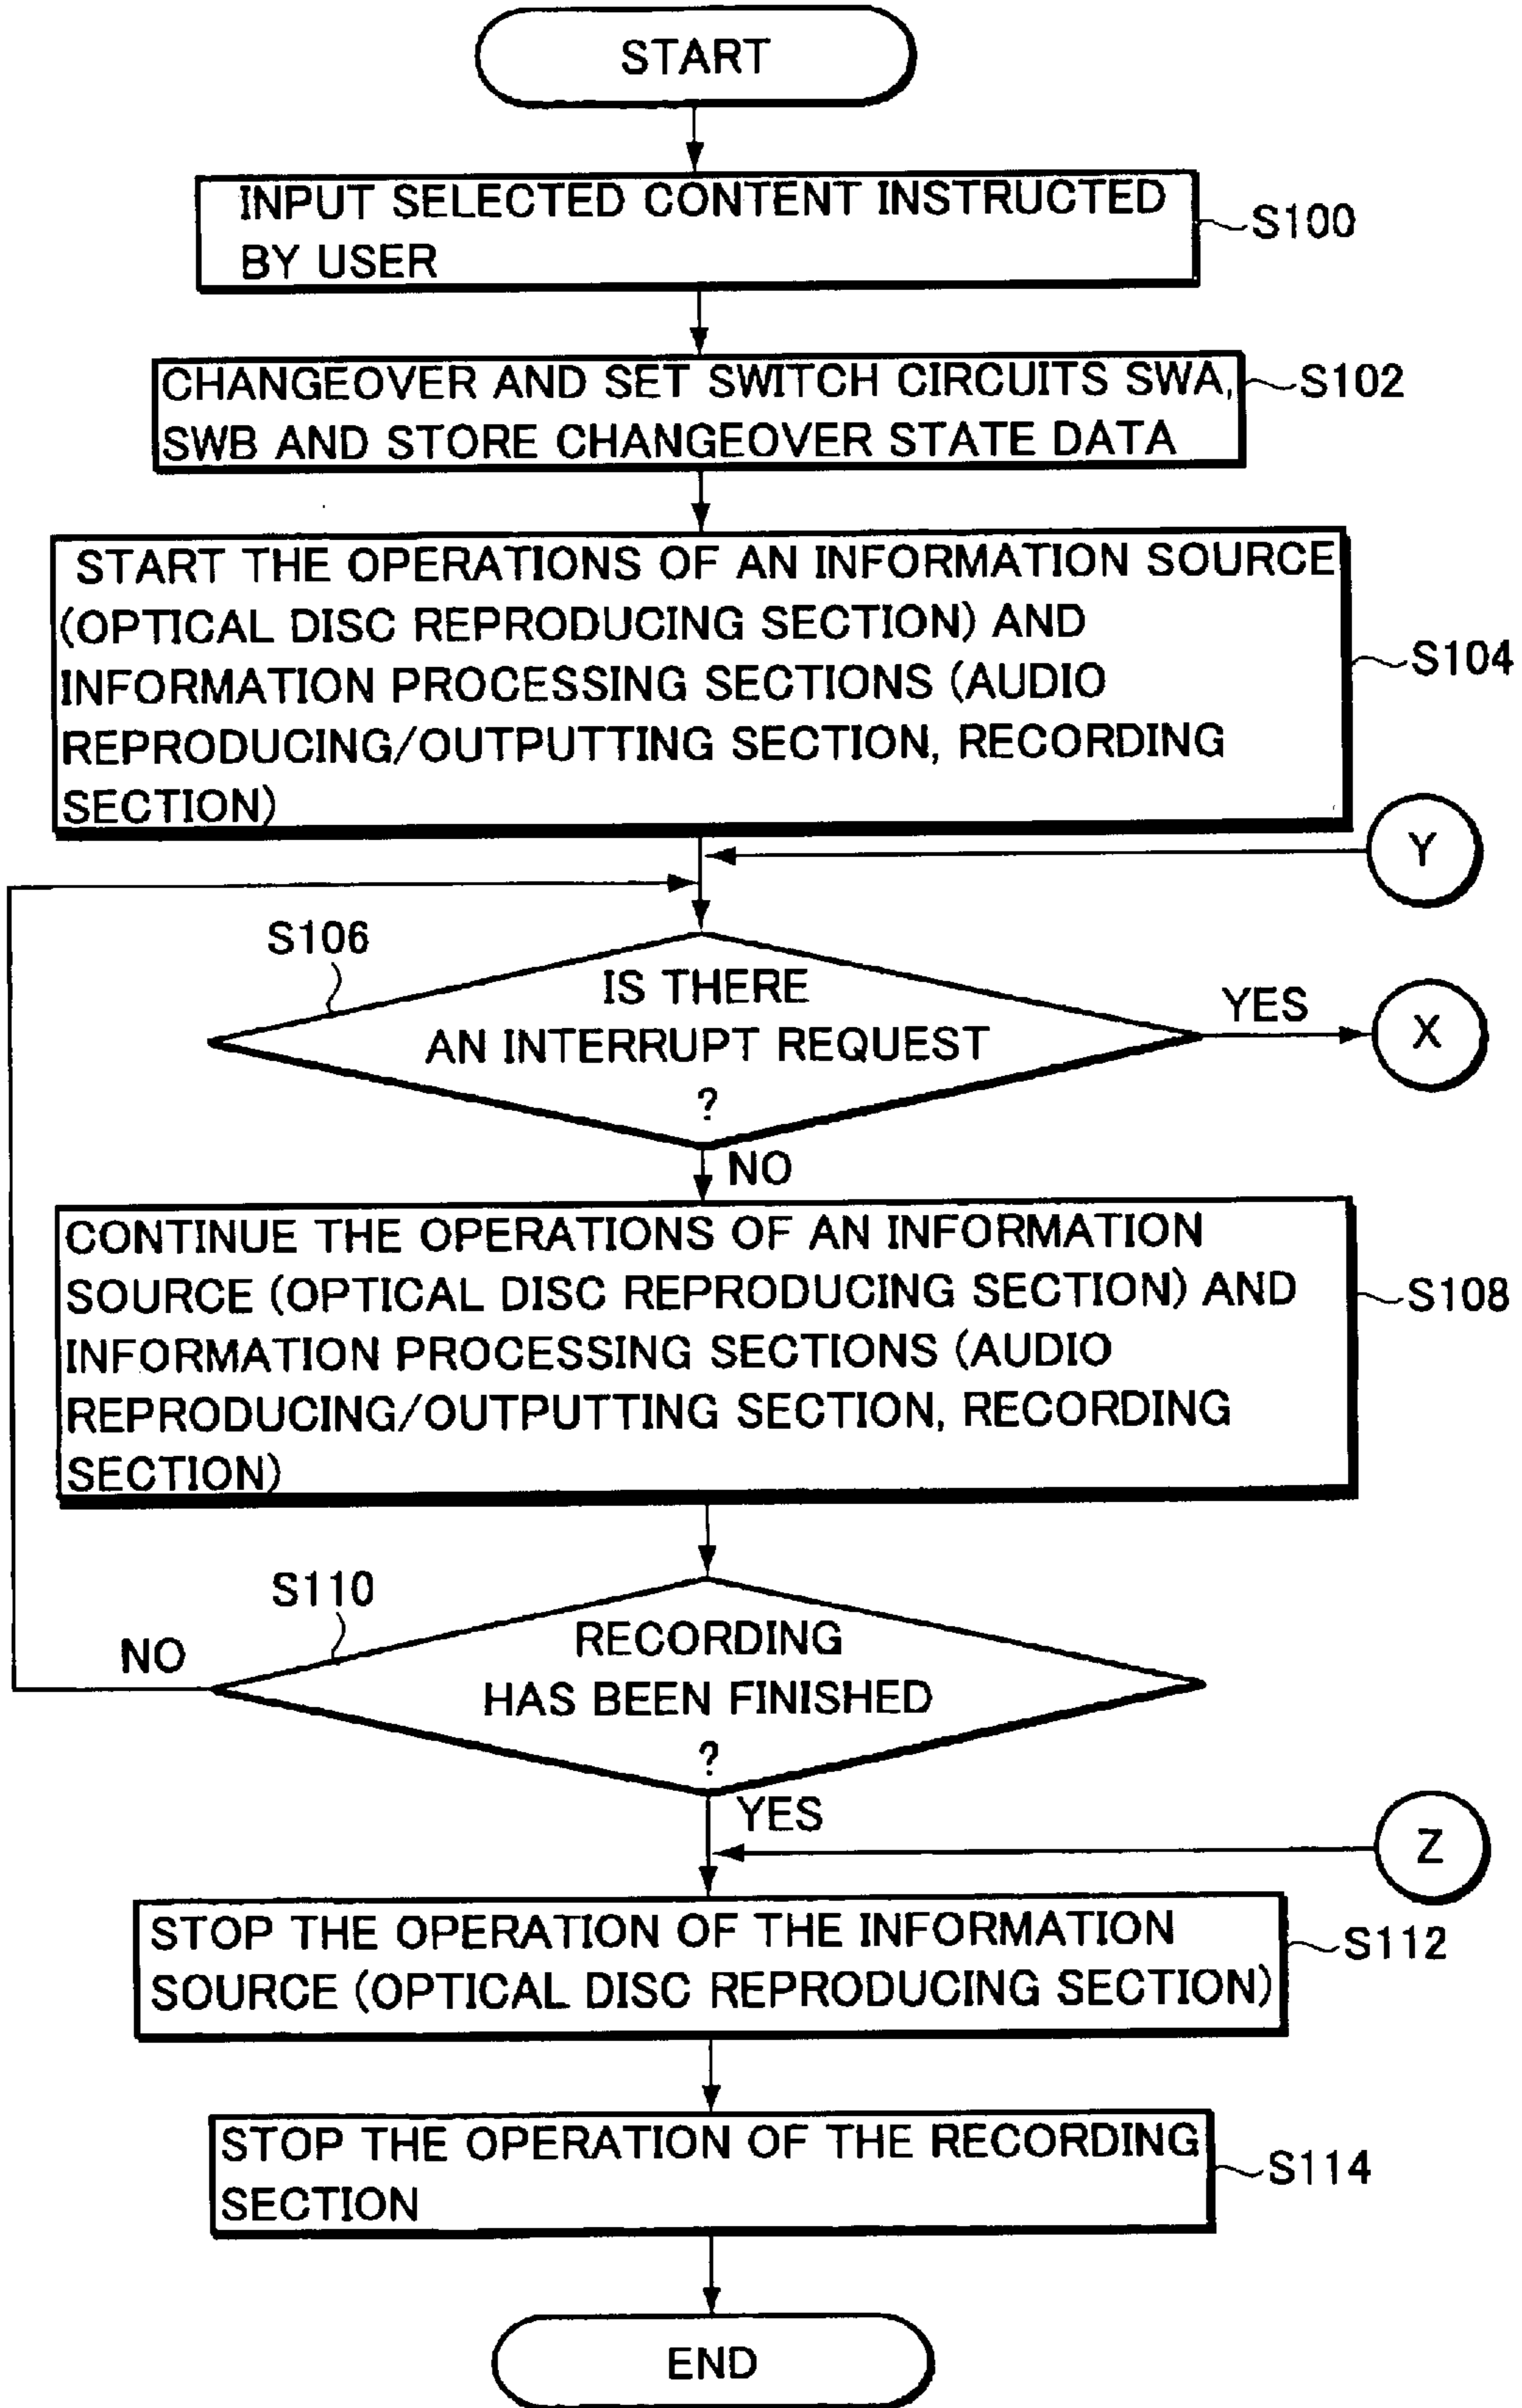 START
INPUT SELECTED CONTENT INSTRUCTED
BY USER
S100
CHANGEOVER AND SET SWITCH CIRCUITS SWA,
SWB AND STORE CHANGEOVER STATE DATA
S102
START THE OPERATIONS OF AN INFORMATION SOURCE
(OPTICAL DISC REPRODUCING SECTION) AND
INFORMATION PROCESSING SECTIONS (AUDIO
REPRODUCING/OUTPUTTING SECTION, RECORDING
SECTION)
S104
Y
S106
IS THERE
AN INTERRUPT REQUEST
?
YES
X
NO
CONTINUE THE OPERATIONS OF AN INFORMATION
SOURCE (OPTICAL DISC REPRODUCING SECTION) AND
INFORMATION PROCESSING SECTIONS (AUDIO
REPRODUCING/OUTPUTTING SECTION, RECORDING
SECTION)
S108
S110
RECORDING
HAS BEEN FINISHED
?
NO
YES
Z
STOP THE OPERATION OF THE INFORMATION
SOURCE (OPTICAL DISC REPRODUCING SECTION)
S112
STOP THE OPERATION OF THE RECORDING
SECTION
S114
END